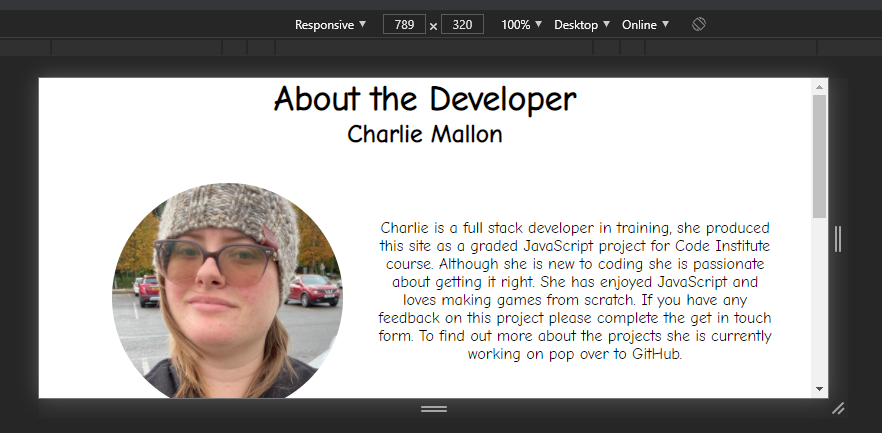 Responsive 789 × 320 100% Desktop Online
About the Developer
Charlie Mallon
Charlie is a full stack developer in training, she produced
this site as a graded JavaScript project for Code Institute
course. Although she is new to coding she is passionate
about getting it right. She has enjoyed JavaScript and
loves making games from scratch. If you have any
feedback on this project please complete the get in touch
form. To find out more about the projects she is currently
working on pop over to GitHub.